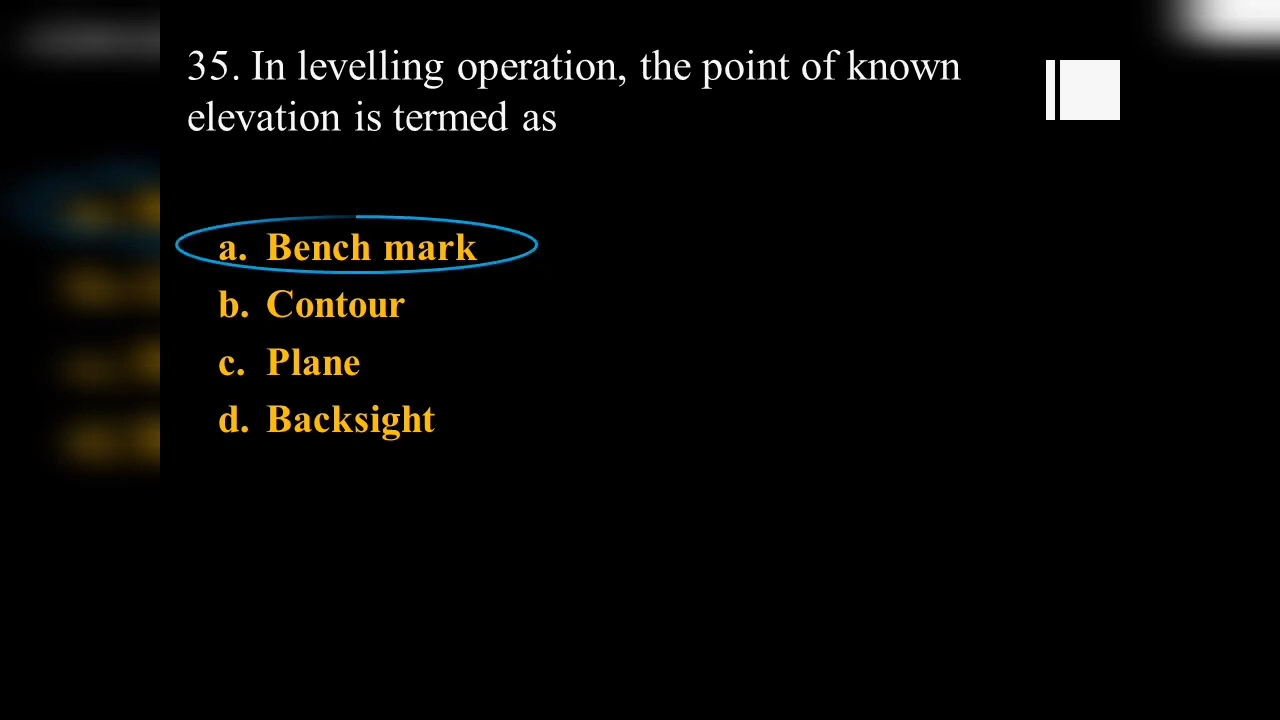 35. In levelling operation, the point of known
elevation is termed as
a. Bench mark
b. Contour
c. Plane
d. Backsight